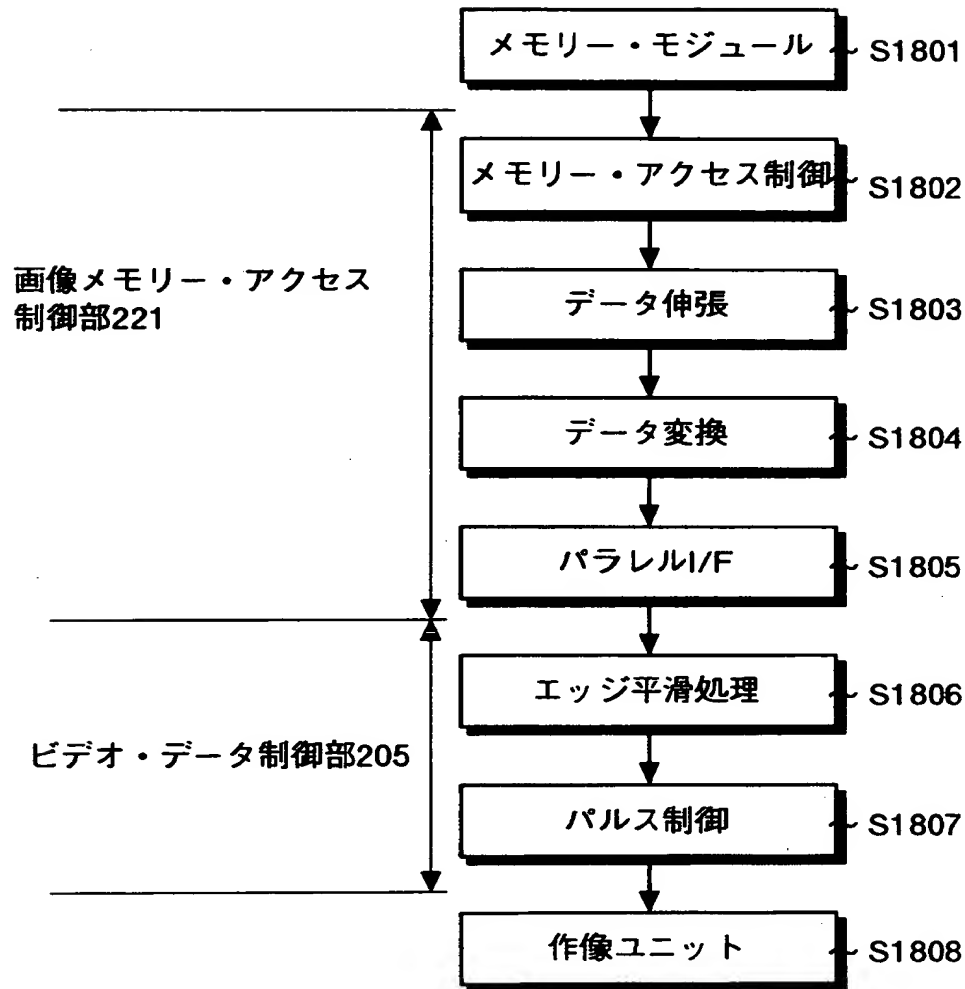 メモリー・モジュール
S1801
メモリー・アクセス制御
S1802
画像メモリー・アクセス
制御部221
データ伸張
S1803
データ変換
S1804
パラレルI/F
S1805
エッジ平滑処理
S1806
ビデオ・データ制御部205
パルス制御
S1807
作像ユニット
S1808